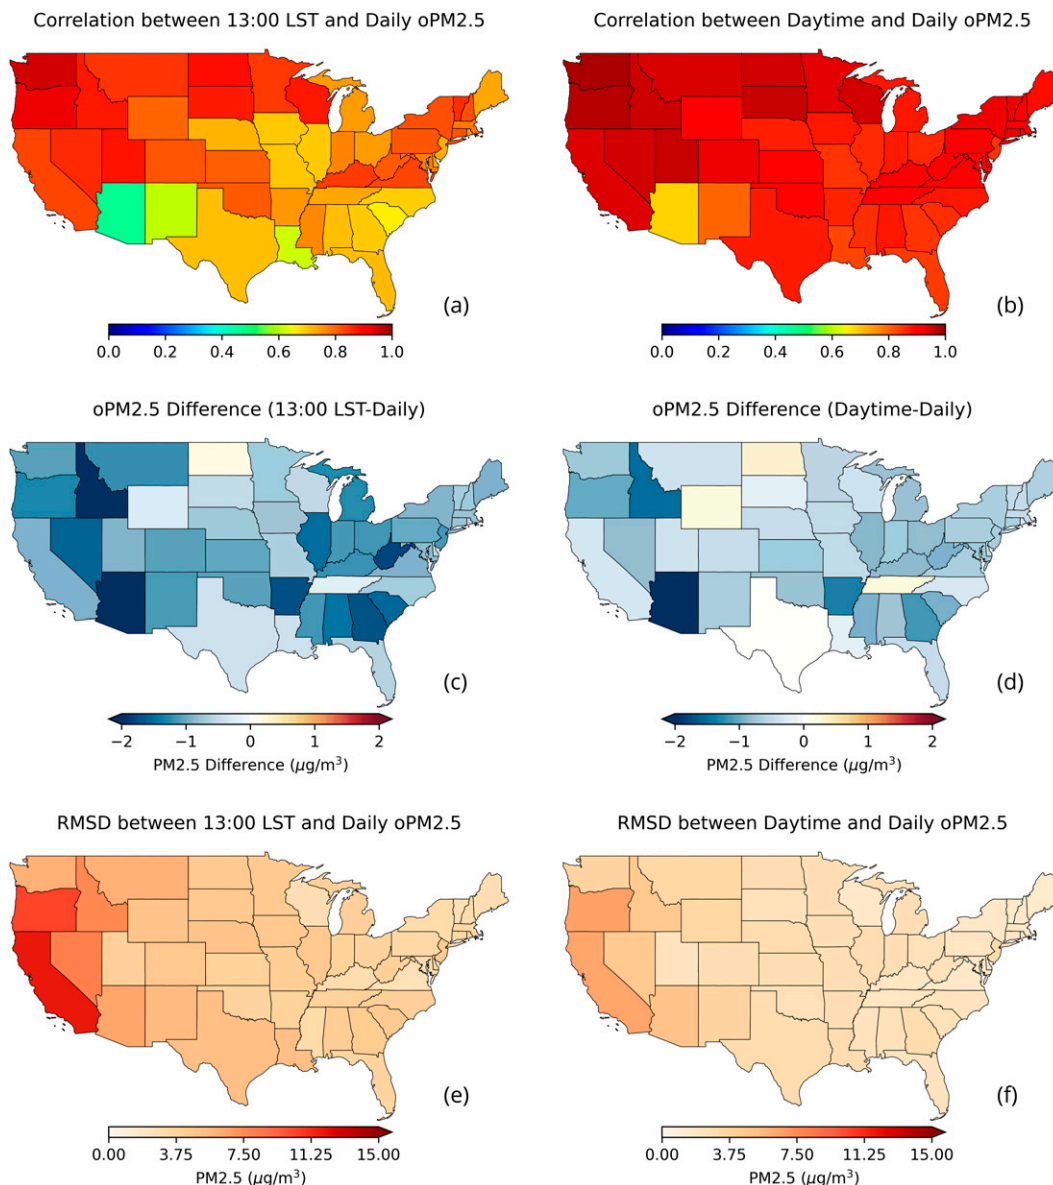 Correlation between 13:00 LST and Daily oPM2.5
(a)
0.0 0.2 0.4 0.6 0.8 1.0
Correlation between Daytime and Daily oPM2.5
(b)
0.0 0.2 0.4 0.6 0.8 1.0
oPM2.5 Difference (13:00 LST-Daily)
(c)
−2 −1 0 1 2
PM2.5 Difference (μg/m³)
oPM2.5 Difference (Daytime-Daily)
(d)
−2 −1 0 1 2
PM2.5 Difference (μg/m³)
RMSD between 13:00 LST and Daily oPM2.5
(e)
0.00 3.75 7.50 11.25 15.00
PM2.5 (μg/m³)
RMSD between Daytime and Daily oPM2.5
(f)
0.00 3.75 7.50 11.25 15.00
PM2.5 (μg/m³)